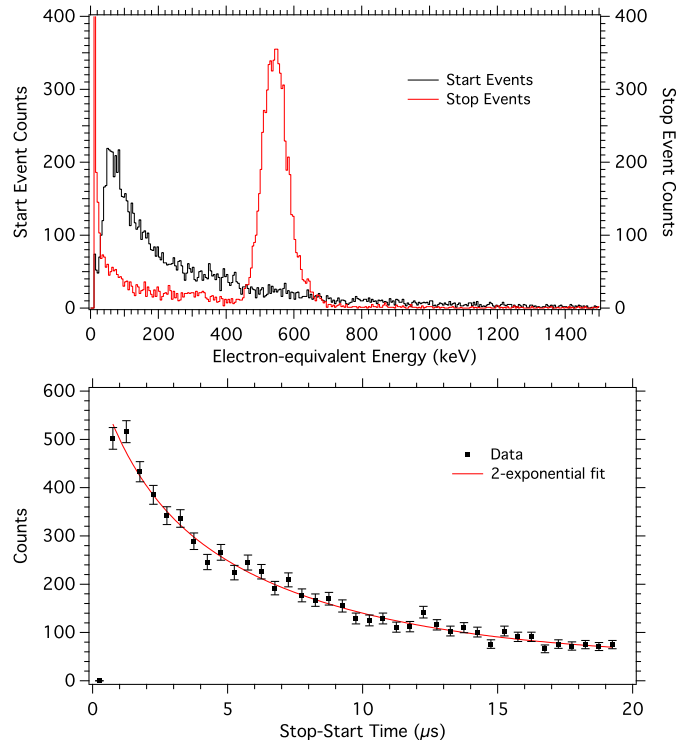 400
300
200
100
0
Start Event Counts
400
300
200
100
0
Stop Event Counts
Start Events
Stop Events
0 200 400 600 800 1000 1200 1400
Electron-equivalent Energy (keV)
600
500
400
300
200
100
0
Counts
Data
2-exponential fit
0 5 10 15 20
Stop-Start Time (µs)